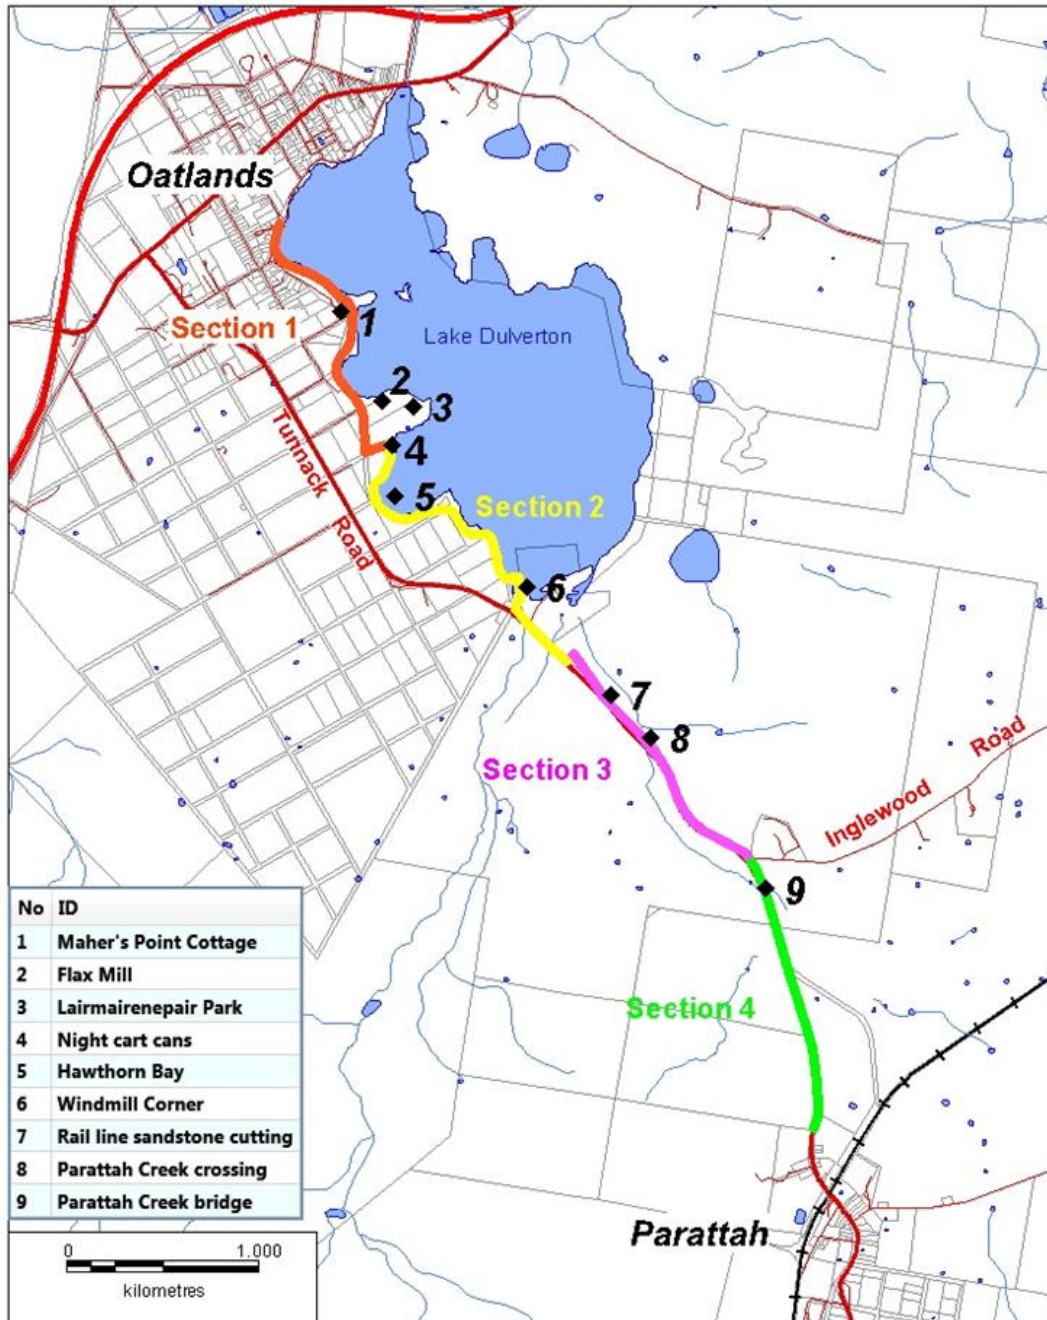 Oatlands
Section 1
1
Lake Dulverton
2
3
Tunnack
Road
4
5
Section 2
6
7
8
Section 3
Inglewood
Road
9
Section 4
Parattah
No ID
1 Maher's Point Cottage
2 Flax Mill
3 Lairmairenepair Park
4 Night cart cans
5 Hawthorn Bay
6 Windmill Corner
7 Rail line sandstone cutting
8 Parattah Creek crossing
9 Parattah Creek bridge
0 1.000
kilometres